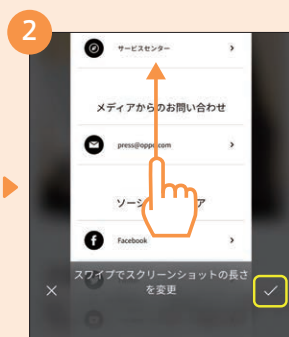 2
サービスセンター
メディアからのお問い合わせ
press@oppo.com
ソーシ ア
Facebook
スワイプでスクリーンショットの長さ
を変更